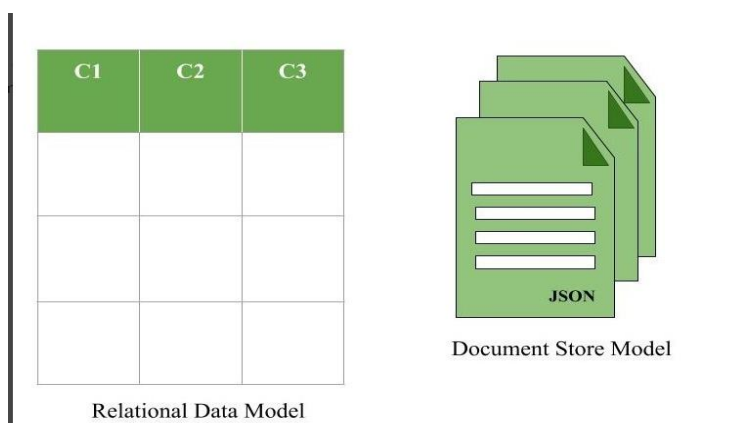 C1 C2 C3
JSON
Document Store Model
Relational Data Model